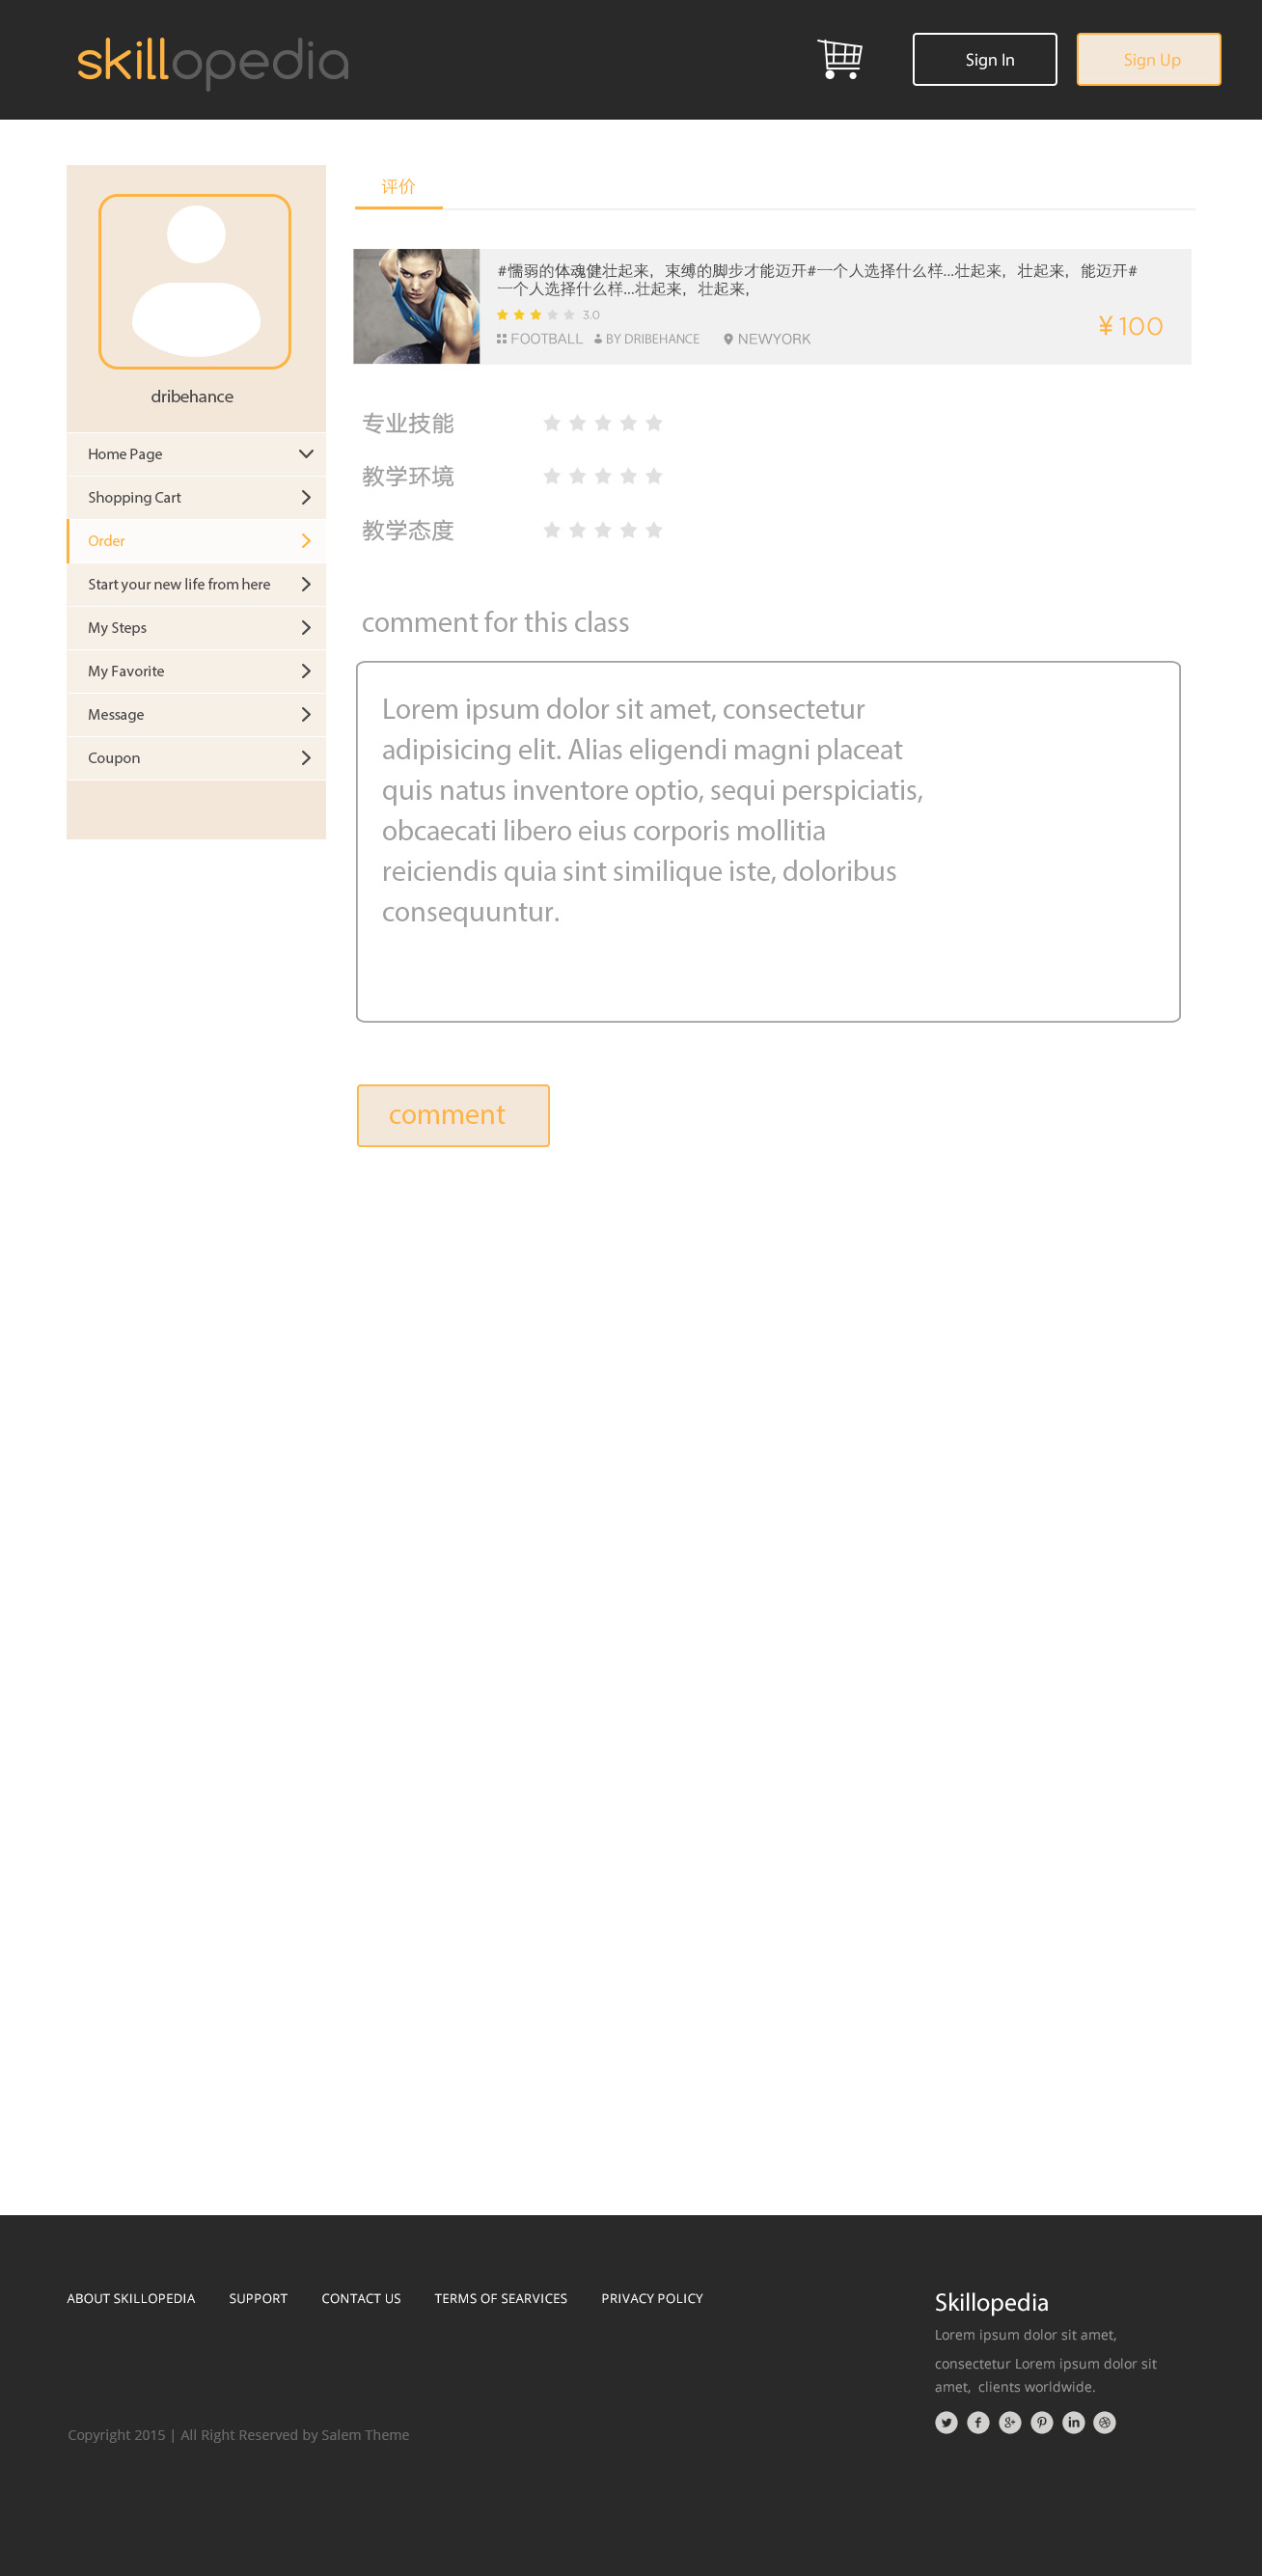 skillopedia
Sign In
Sign Up
dribehance
Home Page
Shopping Cart
Order
Start your new life from here
My Steps
My Favorite
Message
Coupon
评价
#懦弱的体魂健壮起来，束缚的脚步才能迈开#一个人选择什么样...壮起来，壮起来，能迈开#
一个人选择什么样...壮起来，壮起来，
3.0
FOOTBALL BY DRIBEHANCE NEWYORK
¥ 100
专业技能
教学环境
教学态度
comment for this class
Lorem ipsum dolor sit amet, consectetur
adipisicing elit. Alias eligendi magni placeat
quis natus inventore optio, sequi perspiciatis,
obcaecati libero eius corporis mollitia
reiciendis quia sint similique iste, doloribus
consequuntur.
comment
ABOUT SKILLOPEDIA SUPPORT CONTACT US TERMS OF SEARVICES PRIVACY POLICY
Copyright 2015 | All Right Reserved by Salem Theme
Skillopedia
Lorem ipsum dolor sit amet,
consectetur Lorem ipsum dolor sit
amet, clients worldwide.